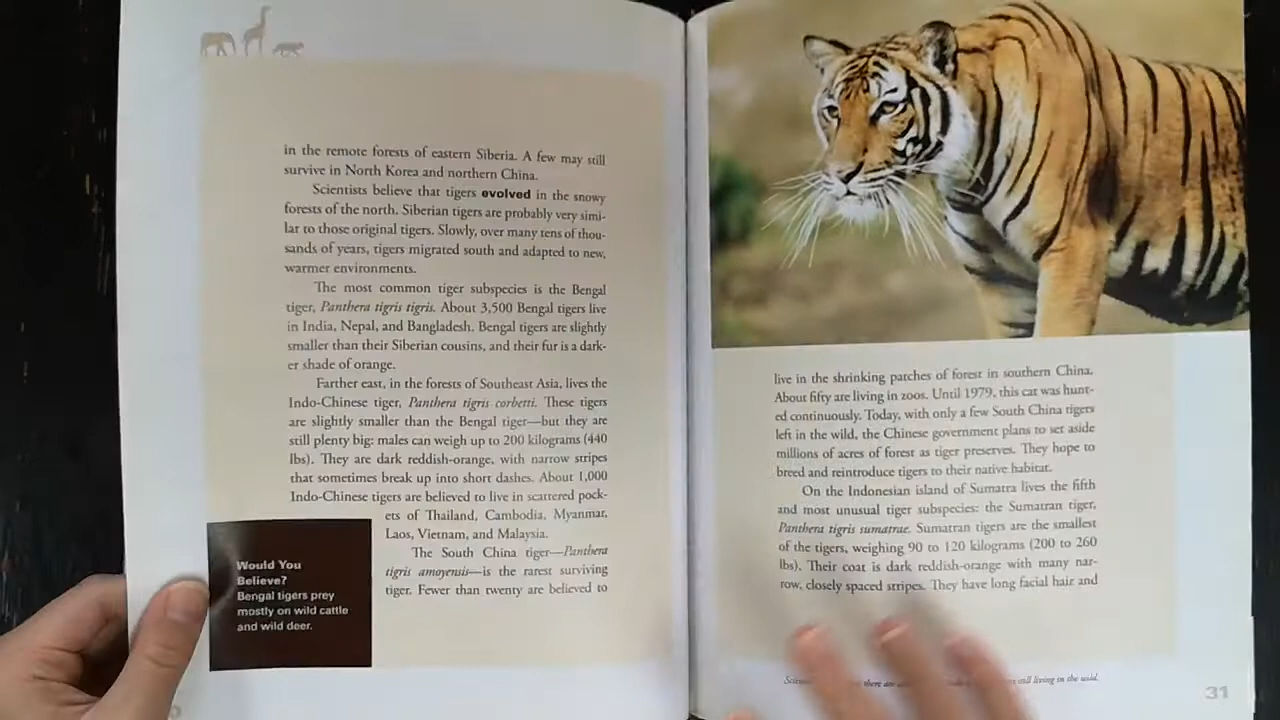 in the remote forests of eastern Siberia. A few may still
survive in North Korea and northern China.
Scientists believe that tigers evolved in the snowy
forests of the north. Siberian tigers are probably very simi-
lar to those original tigers. Slowly, over many tens of thou-
sands of years, tigers migrated south and adapted to new,
warmer environments.
The most common tiger subspecies is the Bengal
tiger, Panthera tigris tigris. About 3,500 Bengal tigers live
in India, Nepal, and Bangladesh. Bengal tigers are slightly
smaller than their Siberian cousins, and their fur is a dark-
er shade of orange.
Farther east, in the forests of Southeast Asia, lives the
Indo-Chinese tiger, Panthera tigris corbetti. These tigers
are slightly smaller than the Bengal tiger—but they are
still plenty big: males can weigh up to 200 kilograms (440
lbs). They are dark reddish-orange, with narrow stripes
that sometimes break up into short dashes. About 1,000
Indo-Chinese tigers are believed to live in scattered pock-
ets of Thailand, Cambodia, Myanmar,
Laos, Vietnam, and Malaysia.
The South China tiger—Panthera
tigris amoyensis—is the rarest surviving
tiger. Fewer than twenty are believed to
Would You
Believe?
Bengal tigers prey
mostly on wild cattle
and wild deer.
live in the shrinking patches of forest in southern China.
About fifty are living in zoos. Until 1979, this cat was hunt-
ed continuously. Today, with only a few South China tigers
left in the wild, the Chinese government plans to set aside
millions of acres of forest as tiger preserves. They hope to
breed and reintroduce tigers to their native habitat.
On the Indonesian island of Sumatra lives the fifth
and most unusual tiger subspecies: the Sumatran tiger,
Panthera tigris sumatrae. Sumatran tigers are the smallest
of the tigers, weighing 90 to 120 kilograms (200 to 260
lbs). Their coat is dark reddish-orange with many nar-
row, closely spaced stripes. They have long facial hair and
there are still living in the wild.
31